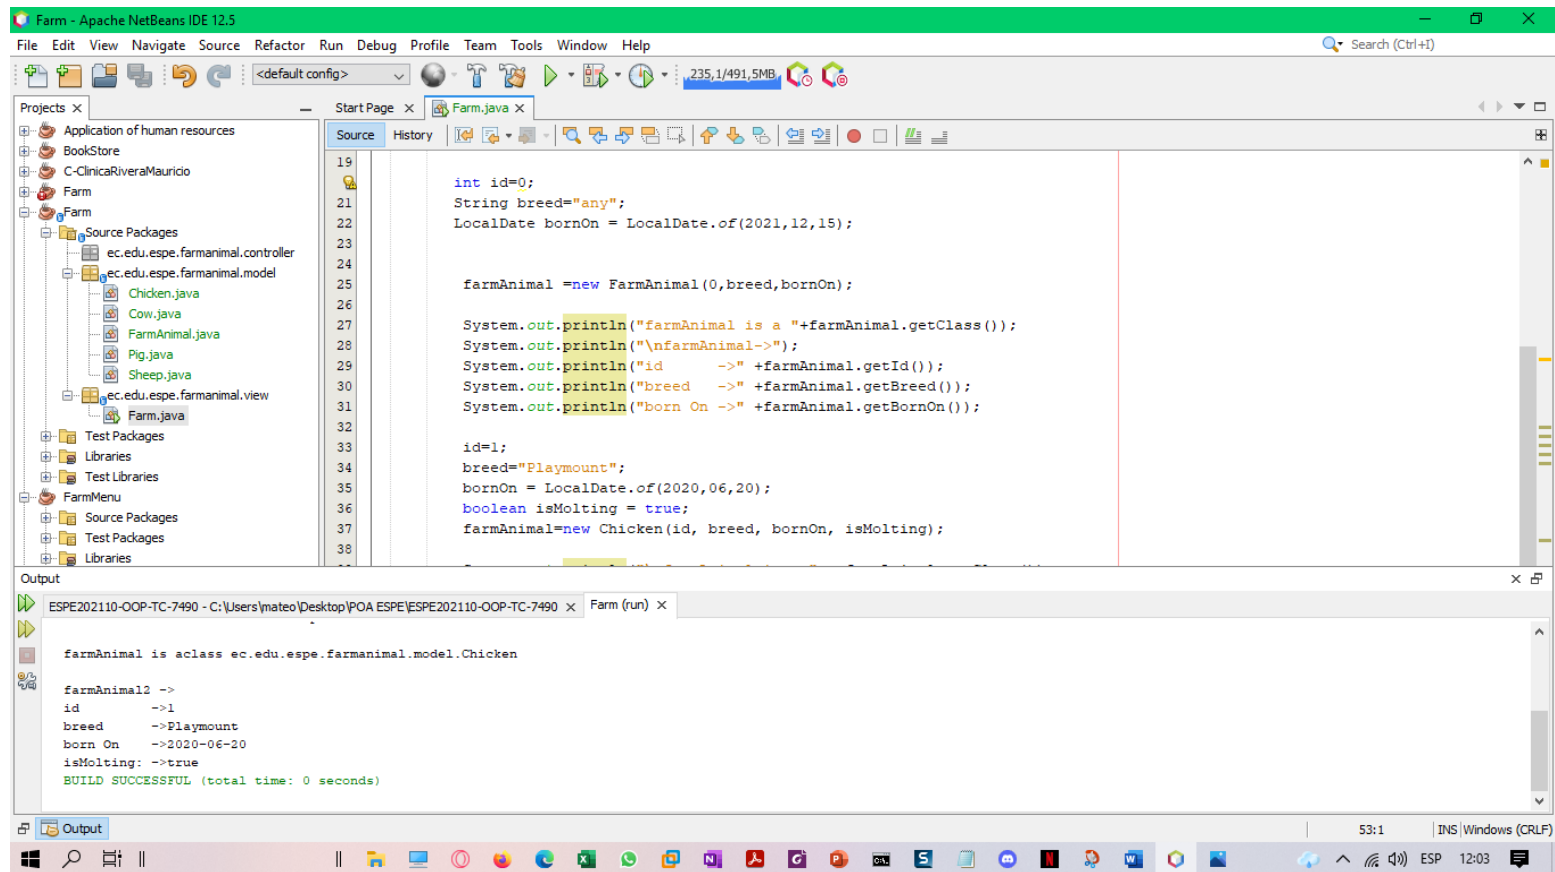 Farm - Apache NetBeans IDE 12.5
File Edit View Navigate Source Refactor Run Debug Profile Team Tools Window Help
Search (Ctrl+I)
<default config>
235,1/491,5MB
Projects
Start Page
Farm.java
Source History
Application of human resources
BookStore
C-ClinicaRiveraMauricio
Farm
Farm
Source Packages
ec.edu.espe.farmanimal.controller
ec.edu.espe.farmanimal.model
Chicken.java
Cow.java
FarmAnimal.java
Pig.java
Sheep.java
ec.edu.espe.farmanimal.view
Farm.java
Test Packages
Libraries
Test Libraries
FarmMenu
Source Packages
Test Packages
Libraries
19
int id=0;
21 String breed="any";
22 LocalDate bornOn = LocalDate.of(2021,12,15);
23
24
25 farmAnimal =new FarmAnimal(0,breed,bornOn);
26
27 System.out.println("farmAnimal is a "+farmAnimal.getClass());
28 System.out.println("\nfarmAnimal->");
29 System.out.println("id      ->" +farmAnimal.getId());
30 System.out.println("breed   ->" +farmAnimal.getBreed());
31 System.out.println("born On ->" +farmAnimal.getBornOn());
32
33 id=1;
34 breed="Playmount";
35 bornOn = LocalDate.of(2020,06,20);
36 boolean isMolting = true;
37 farmAnimal=new Chicken(id, breed, bornOn, isMolting);
38
Output
ESPE202110-OOP-TC-7490 - C:\Users\mateo\Desktop\POA ESPE\ESPE202110-OOP-TC-7490
Farm (run)
farmAnimal is aclass ec.edu.espe.farmanimal.model.Chicken
farmAnimal2 ->
id        ->1
breed     ->Playmount
born On   ->2020-06-20
isMolting: ->true
BUILD SUCCESSFUL (total time: 0 seconds)
Output
53:1
INS Windows (CRLF)
ESP 12:03